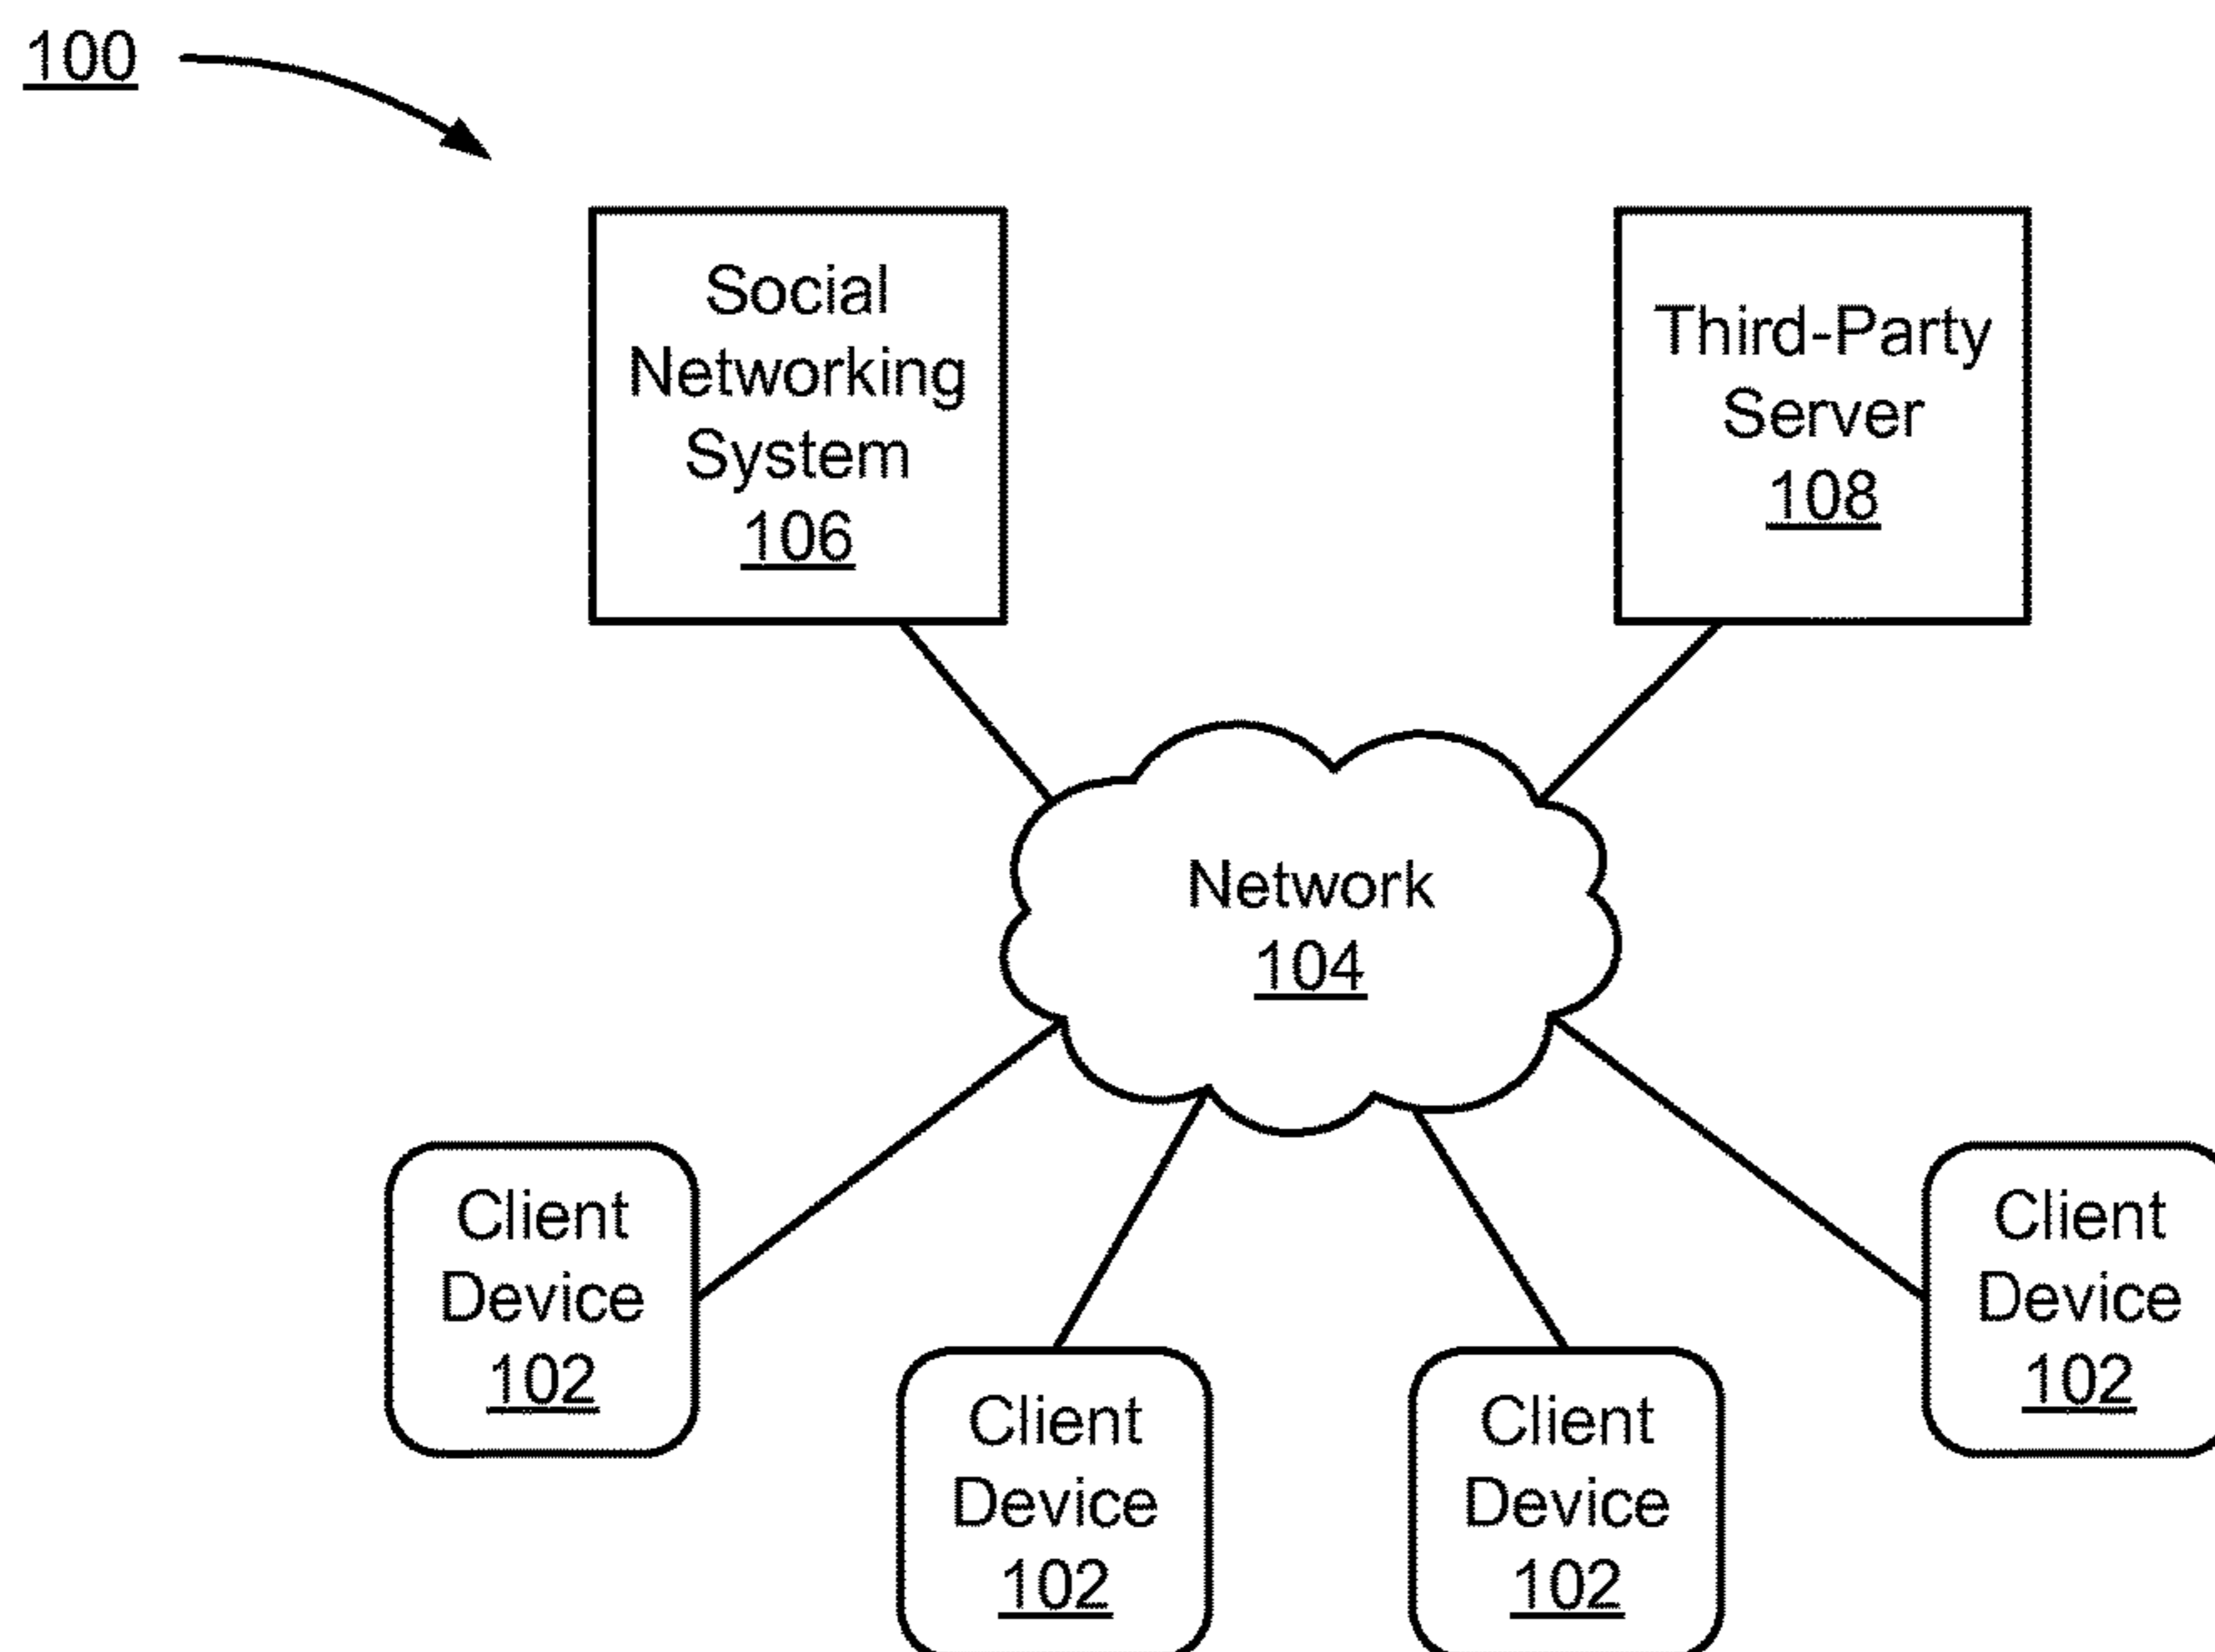 100
Social
Networking
System
106
Third-Party
Server
108
Network
104
Client
Device
102
Client
Device
102
Client
Device
102
Client
Device
102